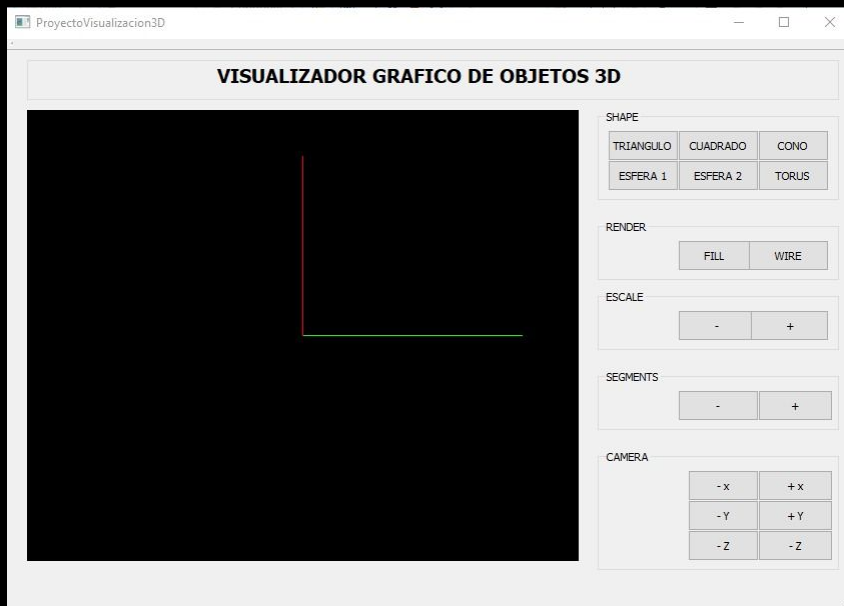 ProyectoVisualizacion3D
VISUALIZADOR GRAFICO DE OBJETOS 3D
SHAPE
TRIANGULO CUADRADO CONO
ESFERA 1 ESFERA 2 TORUS
RENDER
FILL WIRE
ESCALE
- +
SEGMENTS
- +
CAMERA
- x + x
- Y + Y
- Z - Z